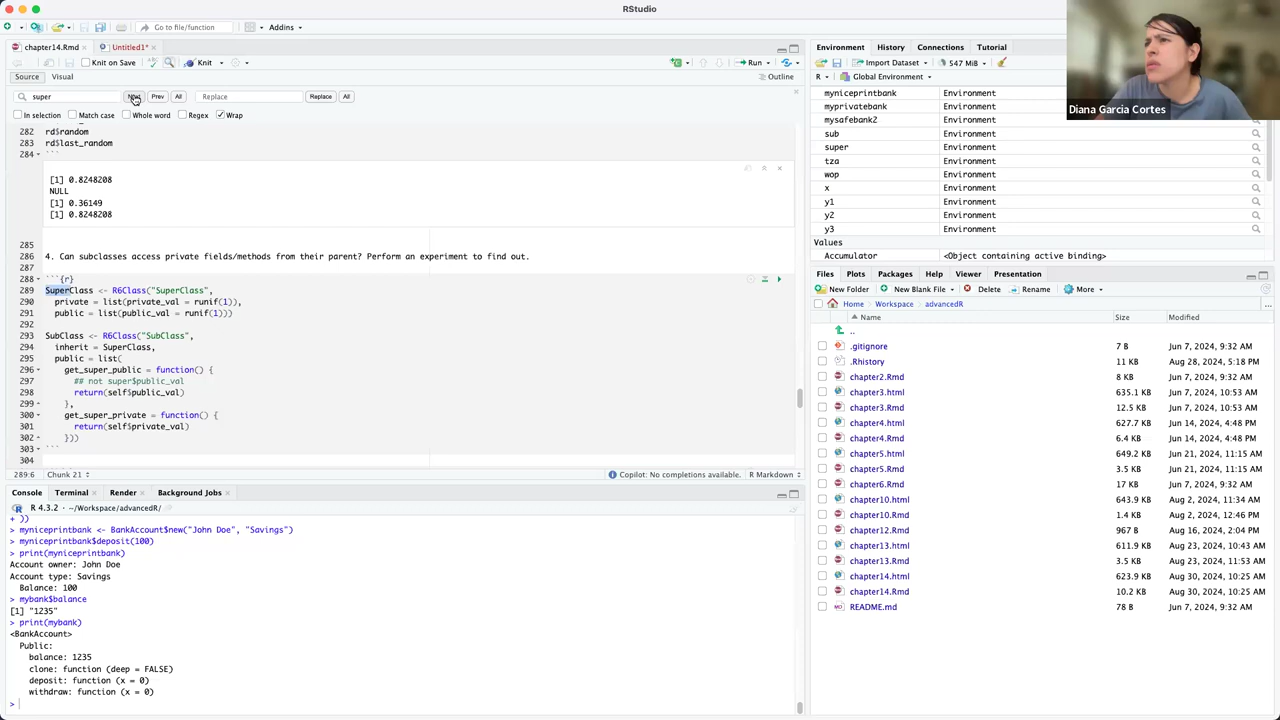 RStudio
Go to file/function
Addins
chapter14.Rmd
Untitled1*
Knit on Save
Knit
Run
Source
Visual
Outline
super
Prev
All
Replace
Replace
All
In selection
Match case
Whole word
Regex
Wrap
282 rd$random
283 rd$last_random
284 ```
[1] 0.8248208
NULL
[1] 0.36149
[1] 0.8248208
285
286 4. Can subclasses access private fields/methods from their parent? Perform an experiment to find out.
287
288 ```{r}
289 SuperClass <- R6Class("SuperClass",
290 private = list(private_val = runif(1)),
291 public = list(public_val = runif(1)))
292
293 SubClass <- R6Class("SubClass",
294 inherit = SuperClass,
295 public = list(
296 get_super_public = function() {
297 ## not super$public_val
298 return(self$public_val)
299 },
300 get_super_private = function() {
301 return(self$private_val)
302 }))
303 ```
304
289:6
Chunk 21
Copilot: No completions available.
R Markdown
Console
Terminal
Render
Background Jobs
R 4.3.2 · ~/Workspace/advancedR/
+ ))
> myniceprintbank <- BankAccount$new("John Doe", "Savings")
> myniceprintbank$deposit(100)
> print(myniceprintbank)
Account owner: John Doe
Account type: Savings
Balance: 100
> mybank$balance
[1] "1235"
> print(mybank)
<BankAccount>
Public:
balance: 1235
clone: function (deep = FALSE)
deposit: function (x = 0)
withdraw: function (x = 0)
>
Environment
History
Connections
Tutorial
Import Dataset
547 MiB
R
Global Environment
myniceprintbank Environment
myprivatebank Environment
mysafebank2 Environment
sub Environment
super Environment
tza Environment
wop Environment
x Environment
y1 Environment
y2 Environment
y3 Environment
Values
Accumulator <Object containing active binding>
Diana Garcia Cortes
Files
Plots
Packages
Help
Viewer
Presentation
New Folder
New Blank File
Delete
Rename
More
Home
Workspace
advancedR
Name Size Modified
..
.gitignore 7 B Jun 7, 2024, 9:32 AM
.Rhistory 11 KB Aug 28, 2024, 5:18 PM
chapter2.Rmd 8 KB Jun 7, 2024, 9:32 AM
chapter3.html 635.1 KB Jun 7, 2024, 10:53 AM
chapter3.Rmd 12.5 KB Jun 7, 2024, 10:53 AM
chapter4.html 627.7 KB Jun 14, 2024, 4:48 PM
chapter4.Rmd 6.4 KB Jun 14, 2024, 4:48 PM
chapter5.html 649.2 KB Jun 21, 2024, 11:15 AM
chapter5.Rmd 3.5 KB Jun 21, 2024, 11:15 AM
chapter6.Rmd 17 KB Jun 7, 2024, 9:32 AM
chapter10.html 643.9 KB Aug 2, 2024, 11:34 AM
chapter10.Rmd 1.4 KB Aug 2, 2024, 12:46 PM
chapter12.Rmd 967 B Aug 16, 2024, 2:04 PM
chapter13.html 611.9 KB Aug 23, 2024, 10:43 AM
chapter13.Rmd 3.5 KB Aug 23, 2024, 11:53 AM
chapter14.html 623.9 KB Aug 30, 2024, 10:25 AM
chapter14.Rmd 10.2 KB Aug 30, 2024, 10:25 AM
README.md 78 B Jun 7, 2024, 9:32 AM